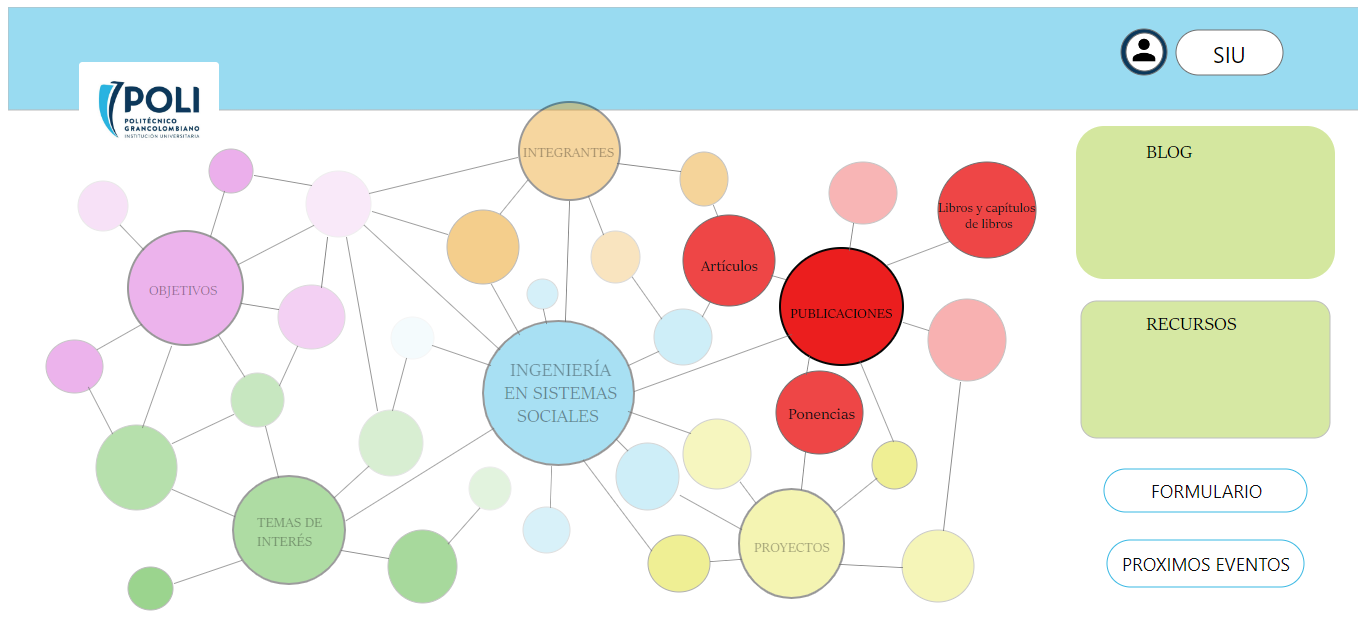 SIU
POLI
POLITÉCNICO
GRANCOLOMBIANO
INSTITUCIÓN UNIVERSITARIA
INTEGRANTES
BLOG
Libros y capítulos
de libros
Artículos
OBJETIVOS
PUBLICACIONES
RECURSOS
INGENIERÍA
EN SISTEMAS
SOCIALES
Ponencias
TEMAS DE
INTERÉS
PROYECTOS
FORMULARIO
PROXIMOS EVENTOS